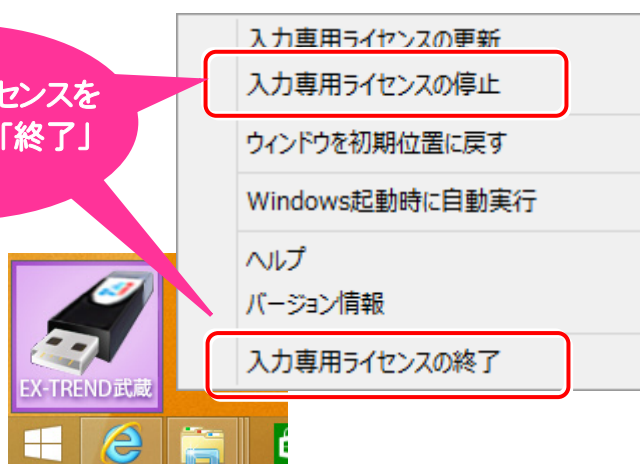 入力専用ライセンスの更新
入力専用ライセンスの停止
センスを
「終了」
ウィンドウを初期位置に戻す
Windows起動時に自動実行
ヘルプ
バージョン情報
入力専用ライセンスの終了
EX-TREND武蔵